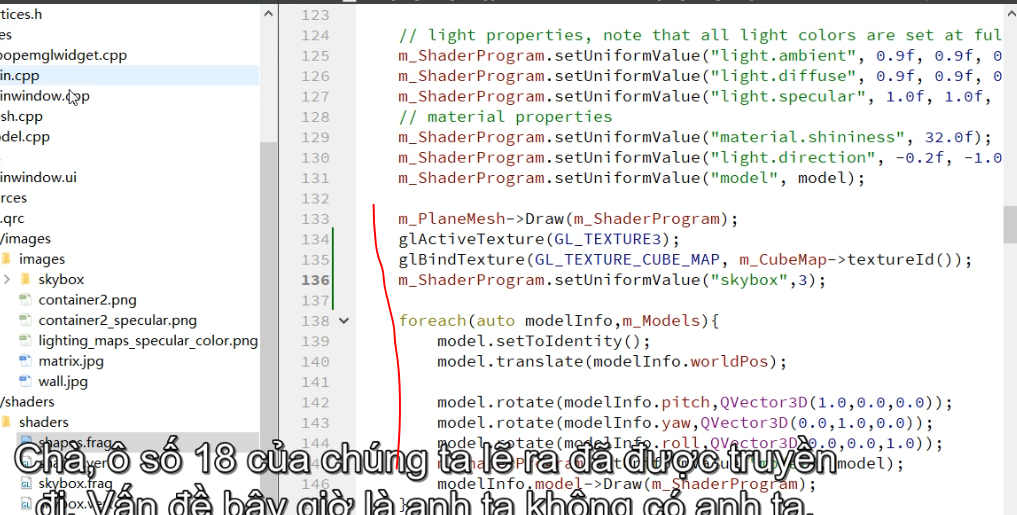 tices.h
es
oopemglwidget.cpp
in.cpp
inwindow.cpp
sh.cpp
del.cpp
inwindow.ui
rces
.qrc
/images
images
skybox
container2.png
container2_specular.png
lighting_maps_specular_color.png
matrix.jpg
wall.jpg
/shaders
shaders
shapes.frag
skybox.frag
123
124 // light properties, note that all light colors are set at ful
125 m_ShaderProgram.setUniformValue("light.ambient", 0.9f, 0.9f, 0
126 m_ShaderProgram.setUniformValue("light.diffuse", 0.9f, 0.9f, 0
127 m_ShaderProgram.setUniformValue("light.specular", 1.0f, 1.0f,
128 // material properties
129 m_ShaderProgram.setUniformValue("material.shininess", 32.0f);
130 m_ShaderProgram.setUniformValue("light.direction", -0.2f, -1.0
131 m_ShaderProgram.setUniformValue("model", model);
132
133 m_PlaneMesh->Draw(m_ShaderProgram);
134 glActiveTexture(GL_TEXTURE3);
135 glBindTexture(GL_TEXTURE_CUBE_MAP, m_CubeMap->textureId());
136 m_ShaderProgram.setUniformValue("skybox",3);
137
138 foreach(auto modelInfo,m_Models){
139 model.setToIdentity();
140 model.translate(modelInfo.worldPos);
141
142 model.rotate(modelInfo.pitch,QVector3D(1.0,0.0,0.0));
143 model.rotate(modelInfo.yaw,QVector3D(0.0,1.0,0.0));
144 model.rotate(modelInfo.roll,QVector3D(0.0,0.0,1.0));
model);
146 modelInfo.model->Draw(m_ShaderProgram);
Chà, ô số 18 của chúng ta lẽ ra đã được truyền
đi. Vấn đề bây giờ là anh ta không có anh ta.